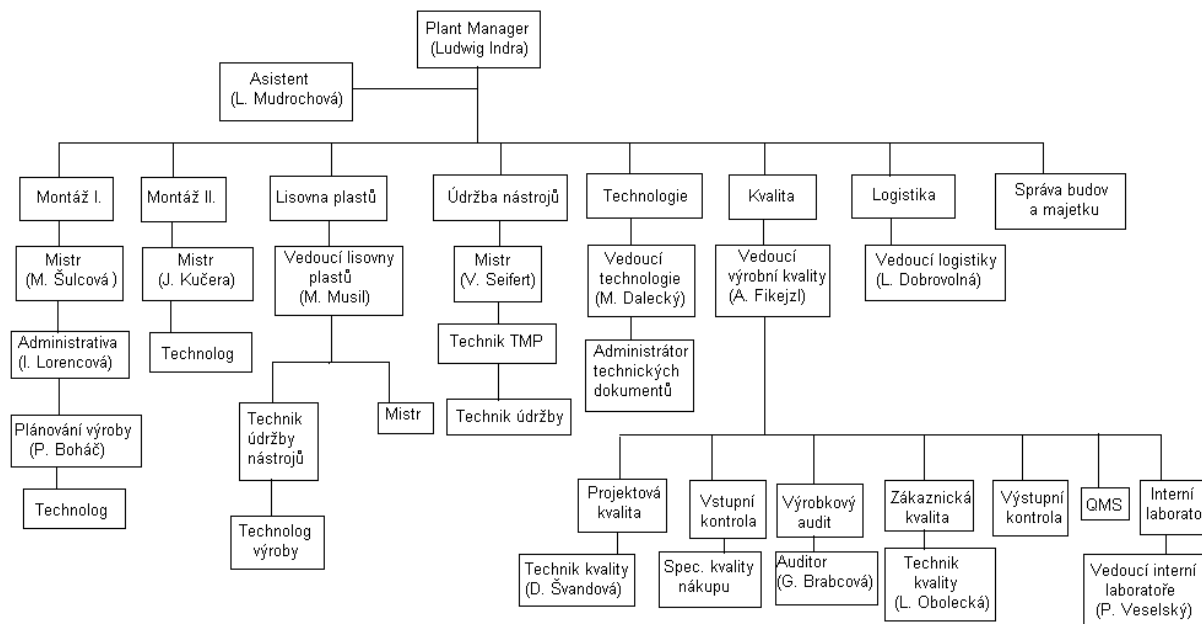 Plant Manager
(Ludwig Indra)
Asistent
(L. Mudrochová)
Montáž I.
Montáž II.
Lisovna plastů
Údržba nástrojů
Technologie
Kvalita
Logistika
Správa budov
a majetku
Mistr
(M. Šulcová)
Mistr
(J. Kučera)
Vedoucí lisovny
plastů
(M. Musil)
Mistr
(V. Seifert)
Vedoucí
technologie
(M. Dalecký)
Vedoucí
výrobní kvality
(A. Fikejzl)
Vedoucí logistiky
(L. Dobrovolná)
Administrativa
(I. Lorencová)
Technolog
Technik TMP
Administrátor
technických
dokumentů
Plánování výroby
(P. Boháč)
Technik
údržby
nástrojů
Mistr
Technik údržby
Technolog
Technolog
výroby
Projektová
kvalita
Vstupní
kontrola
Výrobkový
audit
Zákaznická
kvalita
Výstupní
kontrola
QMS
Interní
laborato
Technik kvality
(D. Švandová)
Spec. kvality
nákupu
Auditor
(G. Brabcová)
Technik
kvality
(L. Obolecká)
Vedoucí interní
laboratoře
(P. Veselský)